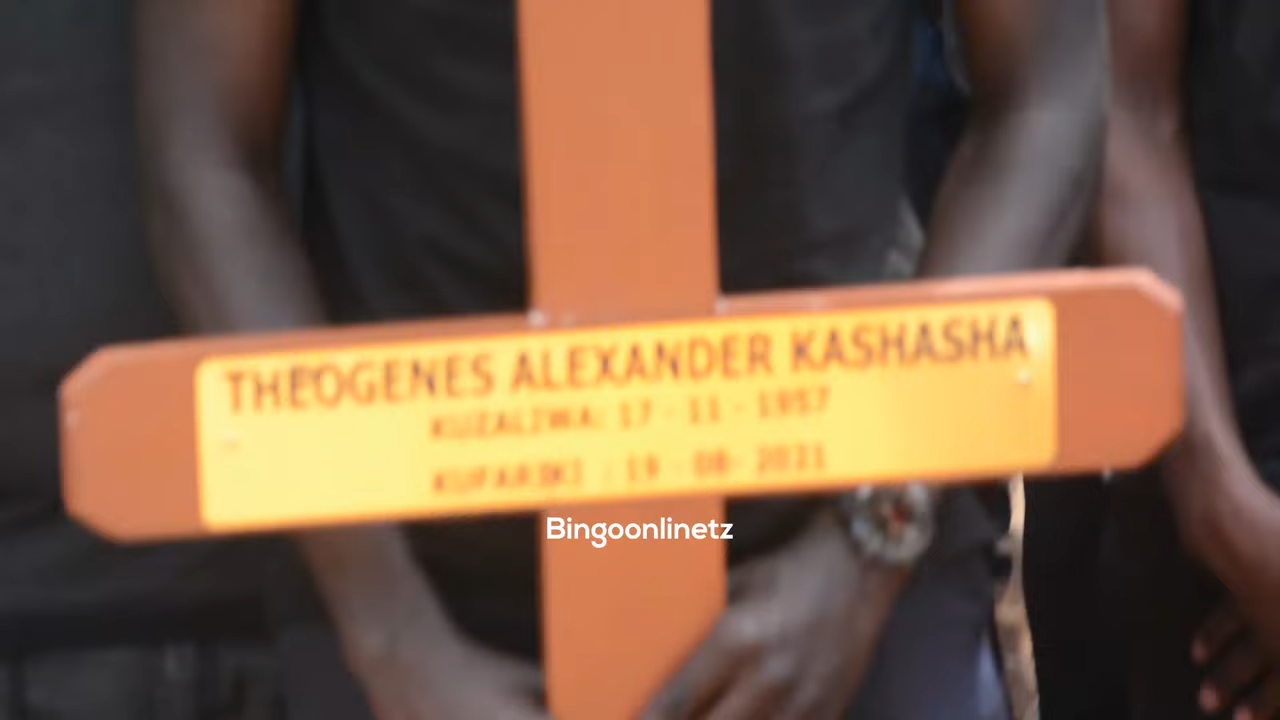 THEOGENES ALEXANDER KASHASHA
KUZALIWA: 17 - 11 - 1957
KUFARIKI : 19 - 08 - 2021
Bingoonlinetz